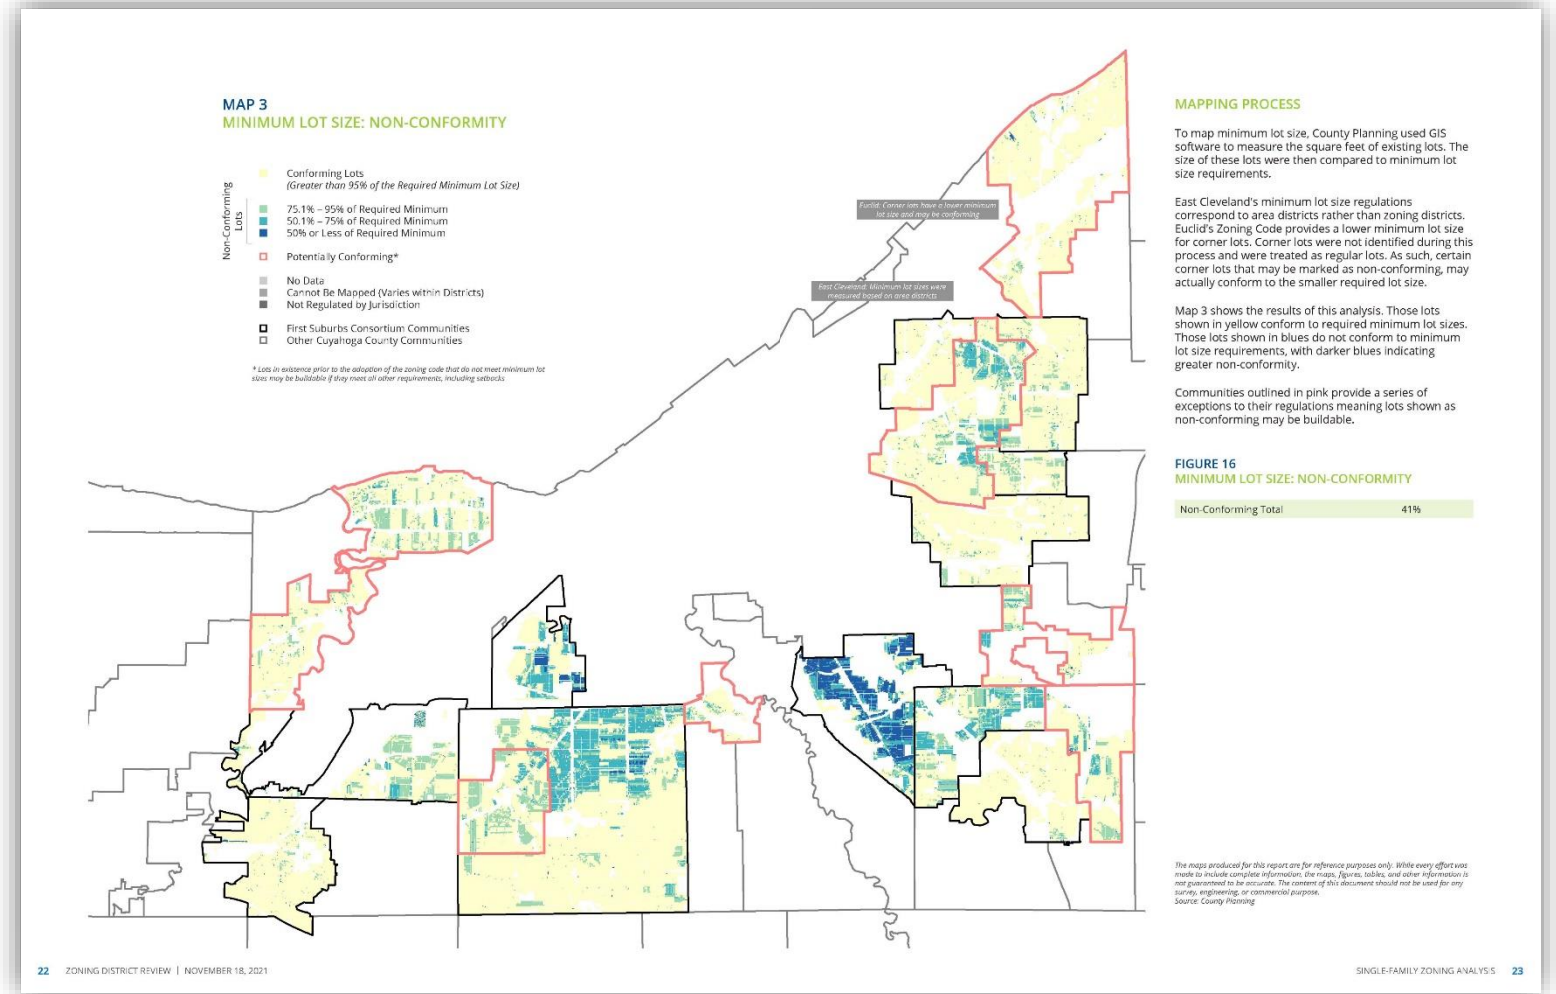 MAP 3
MINIMUM LOT SIZE: NON-CONFORMITY
Non-Conforming
Lots
Conforming Lots
(Greater than 95% of the Required Minimum Lot Size)
75.1% – 95% of Required Minimum
50.1% – 75% of Required Minimum
50% or Less of Required Minimum
Potentially Conforming*
No Data
Cannot Be Mapped (Varies within Districts)
Not Regulated by Jurisdiction
First Suburbs Consortium Communities
Other Cuyahoga County Communities
* Lots in existence prior to the adoption of the zoning code that do not meet minimum lot
sizes may be buildable if they meet all other requirements, including setbacks
Euclid: Corner lots have a lower minimum
lot size and may be conforming
East Cleveland: Minimum lot sizes were
measured based on area districts
MAPPING PROCESS
To map minimum lot size, County Planning used GIS
software to measure the square feet of existing lots. The
size of these lots were then compared to minimum lot
size requirements.
East Cleveland's minimum lot size regulations
correspond to area districts rather than zoning districts.
Euclid's Zoning Code provides a lower minimum lot size
for corner lots. Corner lots were not identified during this
process and were treated as regular lots. As such, certain
corner lots that may be marked as non-conforming, may
actually conform to the smaller required lot size.
Map 3 shows the results of this analysis. Those lots
shown in yellow conform to required minimum lot sizes.
Those lots shown in blues do not conform to minimum
lot size requirements, with darker blues indicating
greater non-conformity.
Communities outlined in pink provide a series of
exceptions to their regulations meaning lots shown as
non-conforming may be buildable.
FIGURE 16
MINIMUM LOT SIZE: NON-CONFORMITY
Non-Conforming Total 41%
The maps produced for this report are for reference purposes only. While every effort was
made to include complete information, the maps, figures, tables, and other information is
not guaranteed to be accurate. The content of this document should not be used for any
survey, engineering, or commercial purpose.
Source: County Planning
22 ZONING DISTRICT REVIEW | NOVEMBER 18, 2021
SINGLE-FAMILY ZONING ANALYSIS 23